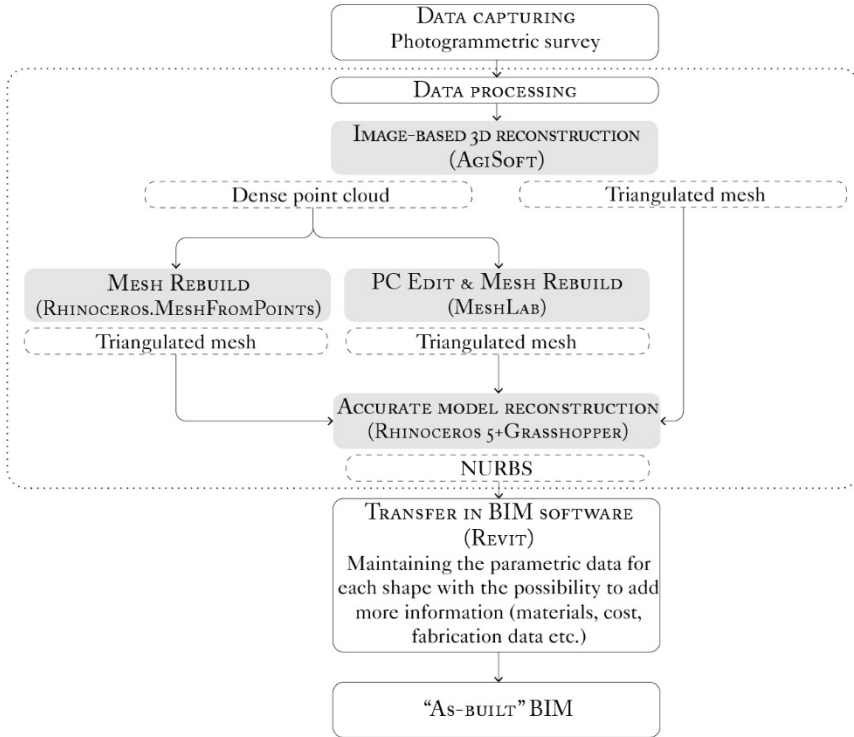 DATA CAPTURING
Photogrammetric survey
DATA PROCESSING
IMAGE-BASED 3D RECONSTRUCTION
(AGISOFT)
Dense point cloud
Triangulated mesh
MESH REBUILD
(RHINOCEROS.MESHFROMPOINTS)
PC EDIT & MESH REBUILD
(MESHLAB)
Triangulated mesh
Triangulated mesh
ACCURATE MODEL RECONSTRUCTION
(RHINOCEROS 5+GRASSHOPPER)
NURBS
TRANSFER IN BIM SOFTWARE
(REVIT)
Maintaining the parametric data for
each shape with the possibility to add
more information (materials, cost,
fabrication data etc.)
“AS-BUILT” BIM